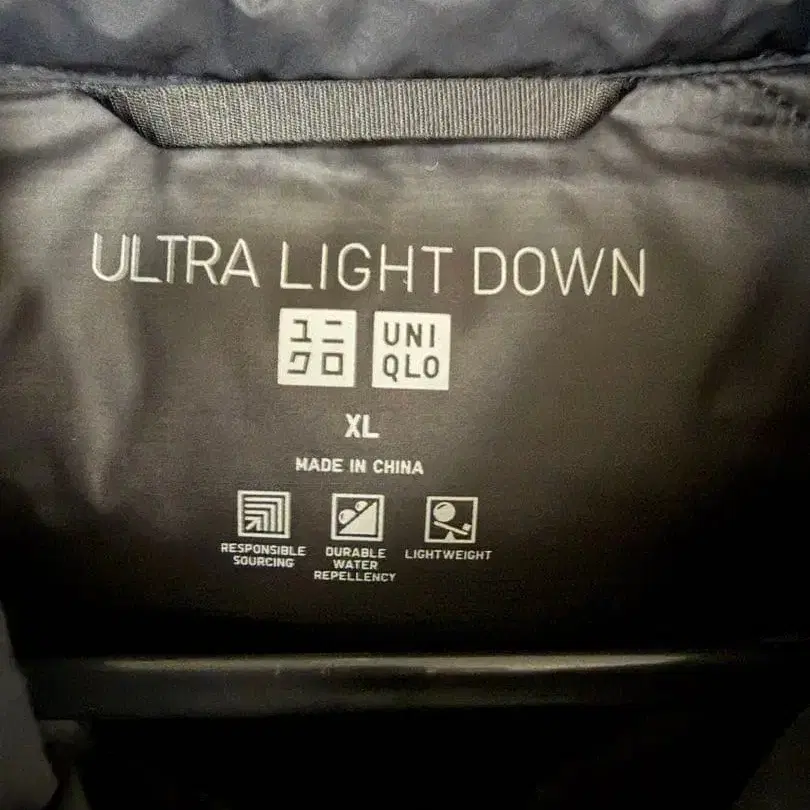 ULTRA LIGHT DOWN
ユニ UNI
クロ QLO
XL
MADE IN CHINA
RESPONSIBLE DURABLE LIGHTWEIGHT
SOURCING WATER
REPELLENCY